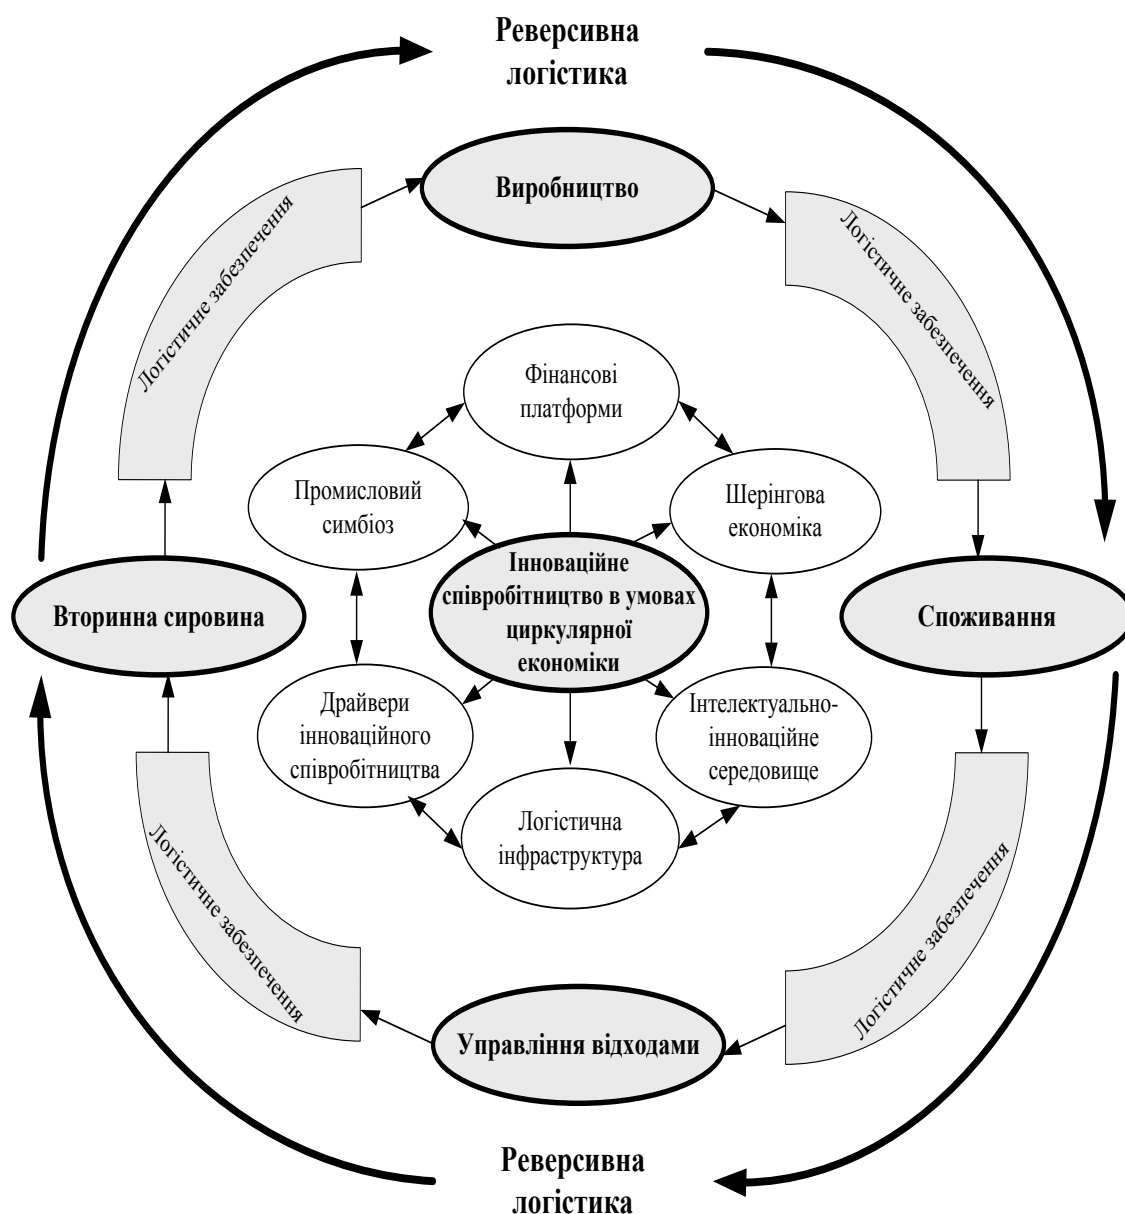 Реверсивна
логістика
Виробництво
Логістичне забезпечення
Логістичне забезпечення
Фінансові
платформи
Промисловий
симбіоз
Шерінгова
економіка
Інноваційне
співробітництво в умовах
циркулярної
економіки
Вторинна сировина
Споживання
Драйвери
інноваційного
співробітництва
Інтелектуально-
інноваційне
середовище
Логістична
інфраструктура
Логістичне забезпечення
Логістичне забезпечення
Управління відходами
Реверсивна
логістика